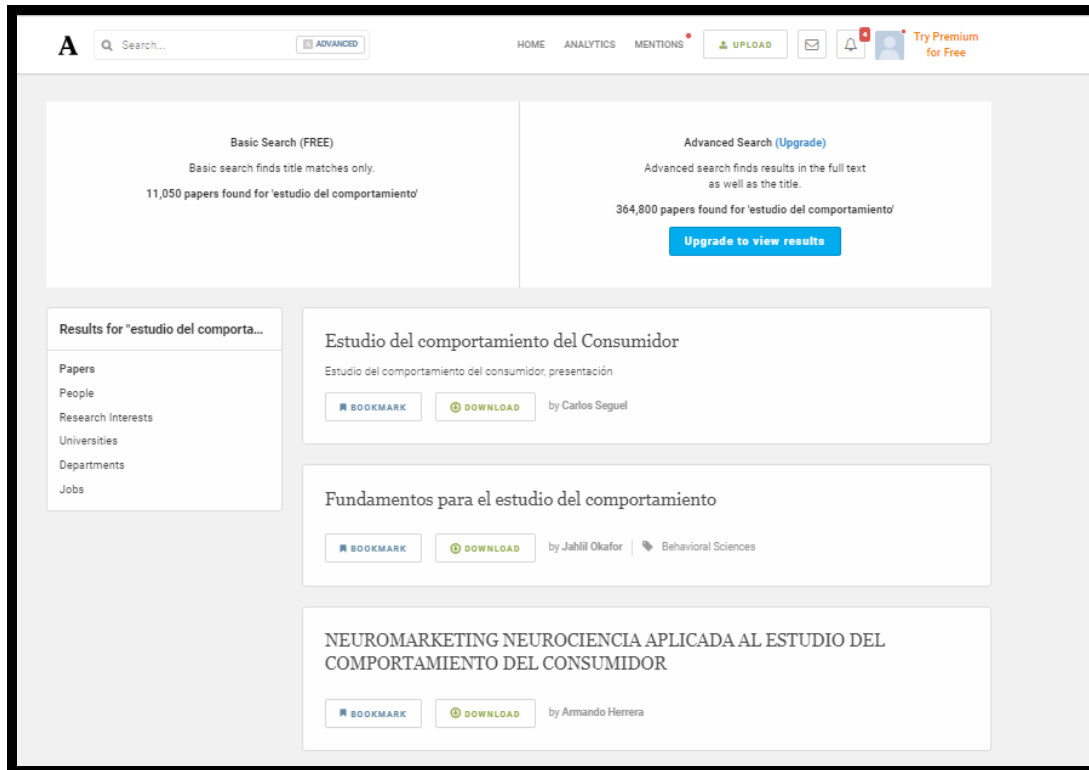 A
Search...
ADVANCED
HOME
ANALYTICS
MENTIONS
UPLOAD
4
Try Premium
for Free
Basic Search (FREE)
Basic search finds title matches only.
11,050 papers found for 'estudio del comportamiento'
Advanced Search (Upgrade)
Advanced search finds results in the full text
as well as the title.
364,800 papers found for 'estudio del comportamiento'
Upgrade to view results
Results for "estudio del comporta...
Papers
People
Research Interests
Universities
Departments
Jobs
Estudio del comportamiento del Consumidor
Estudio del comportamiento del consumidor, presentación
BOOKMARK
DOWNLOAD
by Carlos Seguel
Fundamentos para el estudio del comportamiento
BOOKMARK
DOWNLOAD
by Jahlil Okafor
Behavioral Sciences
NEUROMARKETING NEUROCIENCIA APLICADA AL ESTUDIO DEL
COMPORTAMIENTO DEL CONSUMIDOR
BOOKMARK
DOWNLOAD
by Armando Herrera